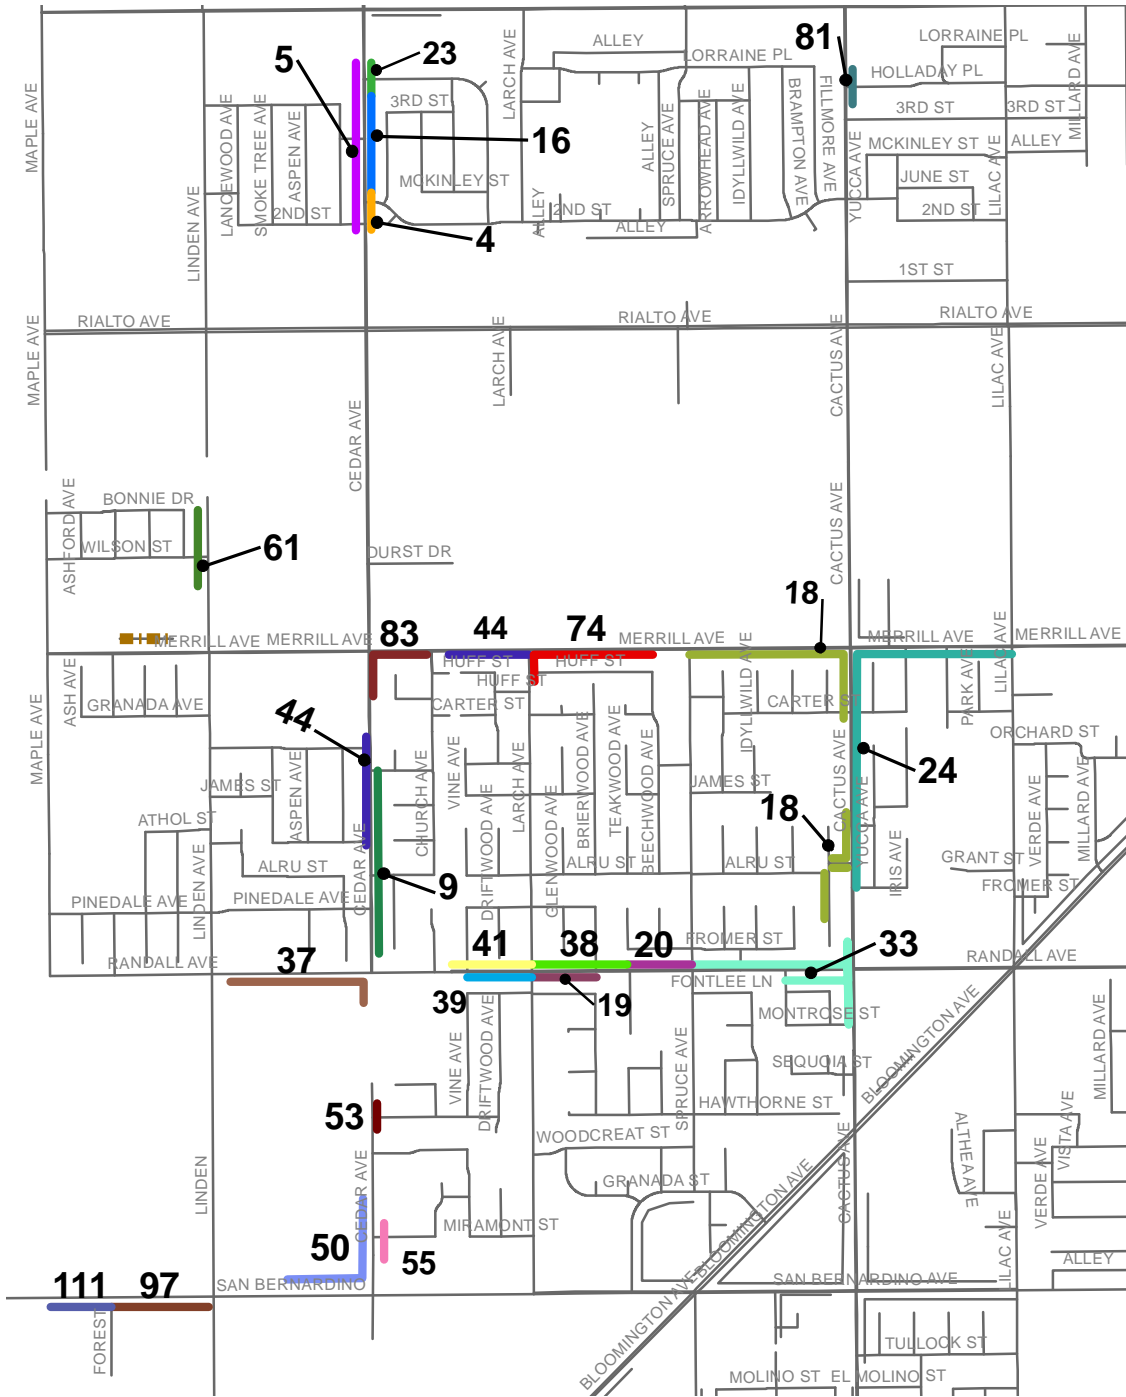 LORRAINE PL
ALLEY
81
23
5
LORRAINE PL
HOLLADAY PL
LARCH AVE
MAPLE AVE
3RD ST
3RD ST
3RD ST
16
LANCEWOOD AVE
SMOKE TREE AVE
ASPEN AVE
ALLEY
SPRUCE AVE
ARROWHEAD AVE
IDYLLWILD AVE
BRAMPTON AVE
FILLMORE AVE
YUCCA AVE
MILLARD AVE
MCKINLEY ST
ALLEY
LILAC AVE
MCKINLEY ST
JUNE ST
2ND ST
ALLEY
2ND ST
2ND ST
ALLEY
4
LINDEN AVE
1ST ST
RIALTO AVE
RIALTO AVE
RIALTO AVE
MAPLE AVE
LARCH AVE
CACTUS AVE
LILAC AVE
CEDAR AVE
BONNIE DR
ASHFORD AVE
WILSON ST
61
DURST DR
CACTUS AVE
18
MERRILL AVE
MERRILL AVE
83
44
74
MERRILL AVE
MERRILL AVE
MERRILL AVE
HUFF ST
HUFF ST
HUFF ST
LILAC AVE
ASH AVE
GRANADA AVE
CARTER ST
CARTER ST
IDYLLWILD AVE
PARK AVE
44
MAPLE AVE
ORCHARD ST
24
JAMES ST
ASPEN AVE
VINE AVE
LARCH AVE
BRIERWOOD AVE
TEAKWOOD AVE
BEECHWOOD AVE
JAMES ST
CACTUS AVE
18
ATHOL ST
CHURCH AVE
DRIFTWOOD AVE
GLENWOOD AVE
YUCCA AVE
VERDE AVE
MILLARD AVE
ALRU ST
CEDAR AVE
9
ALRU ST
ALRU ST
IRIS AVE
GRANT ST
FROMER ST
PINEDALE AVE
PINEDALE AVE
LINDEN AVE
FROMER ST
33
RANDALL AVE
37
41
38
20
RANDALL AVE
FONTLEE LN
39
19
MONTROSE ST
BLOOMINGTON AVE
VINE AVE
DRIFTWOOD AVE
SPRUCE AVE
SEQUOIA ST
MILLARD AVE
53
HAWTHORNE ST
WOODCREAT ST
ALTHEA AVE
VISTA AVE
VERDE AVE
GRANADA ST
CACTUS AVE
LINDEN
CEDAR AVE
MIRAMONT ST
BLOOMINGTON AVE
LILAC AVE
50
55
ALLEY
111
97
SAN BERNARDINO
SAN BERNARDINO AVE
FOREST
BLOOMINGTON AVE
TULLOCK ST
MOLINO ST
EL MOLINO ST